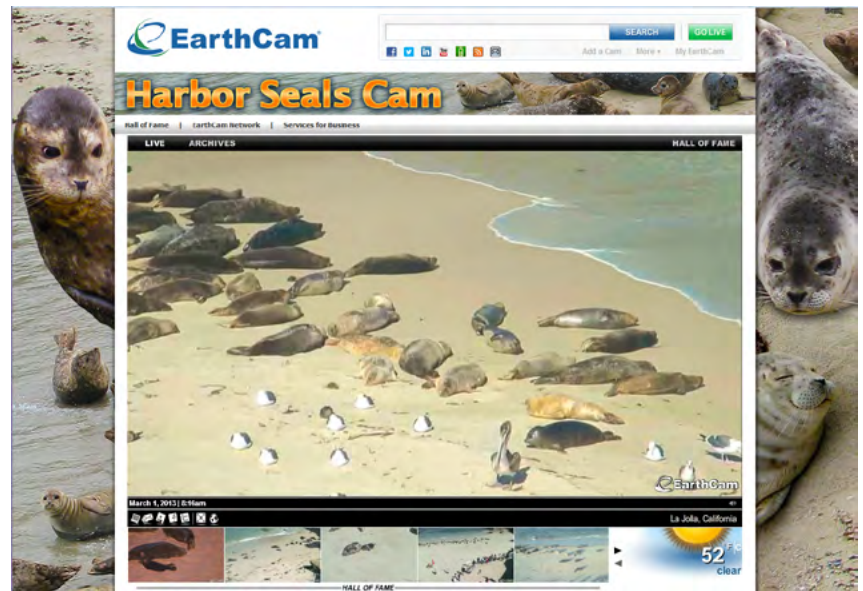 EarthCam
SEARCH
GO LIVE
Add a Cam More My EarthCam
Harbor Seals Cam
Hall of Fame | EarthCam Network | Services for Business
LIVE ARCHIVES HALL OF FAME
EarthCam
March 1, 2013 | 8:16am
La Jolla, California
52 F|C
clear
HALL OF FAME